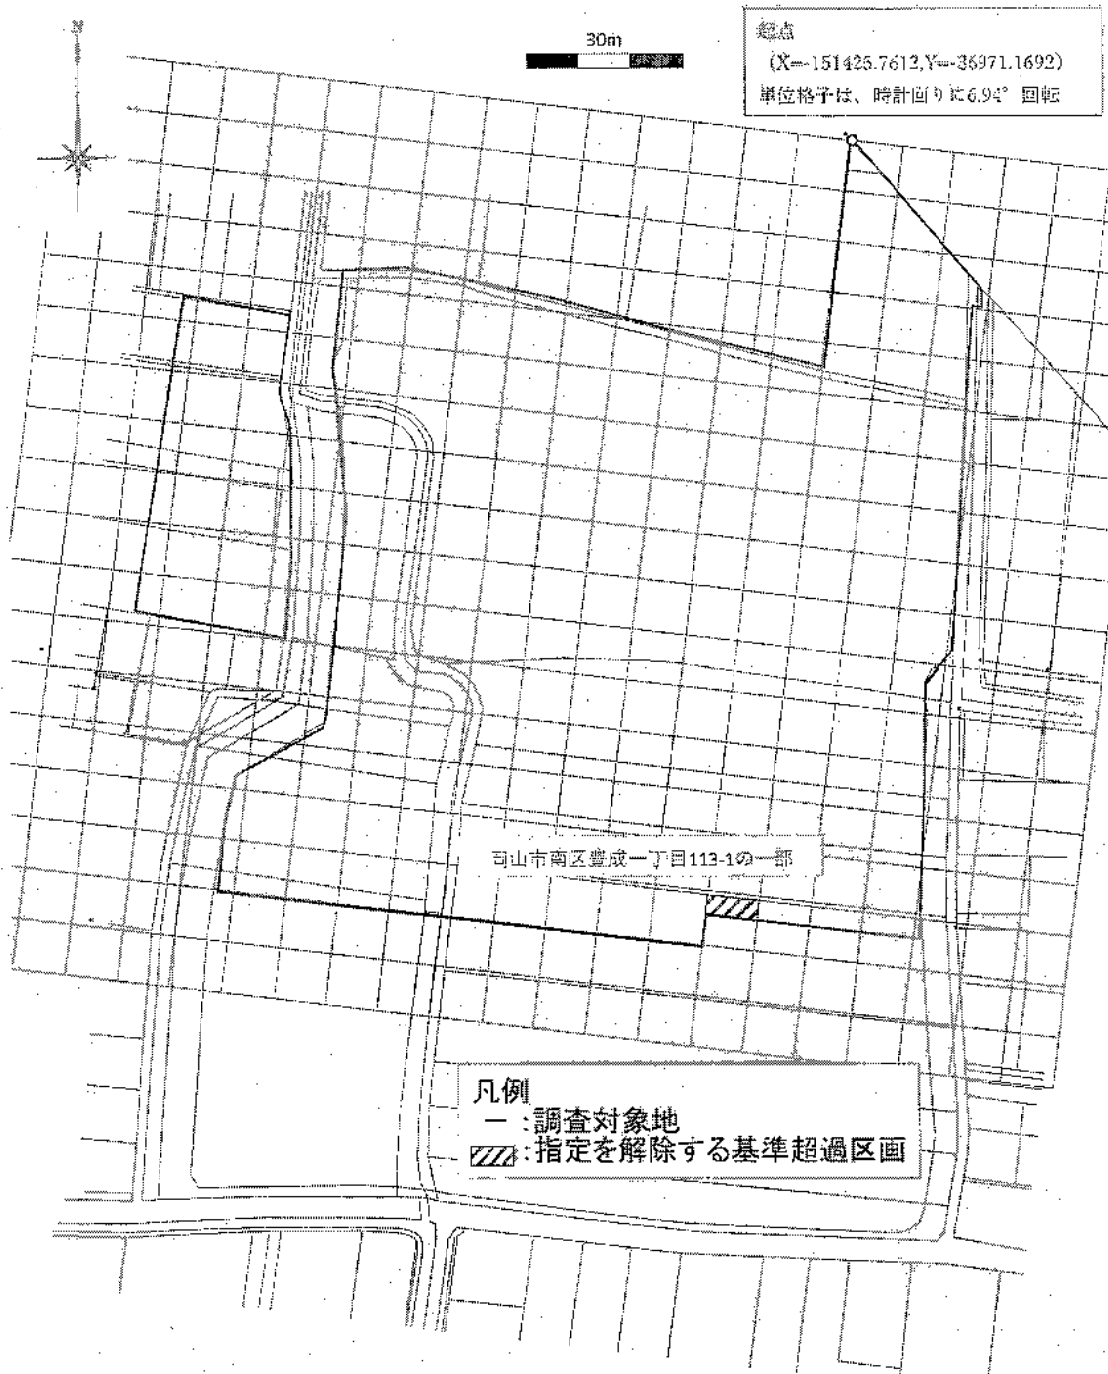 N
30m
起点
(X=-151425.7612,Y=-36971.1692)
単位格子は、時計回りに6.94° 回転
司山市南区豊成一丁目113-1の一部
凡例
ー:調査対象地
:指定を解除する基準超過区画